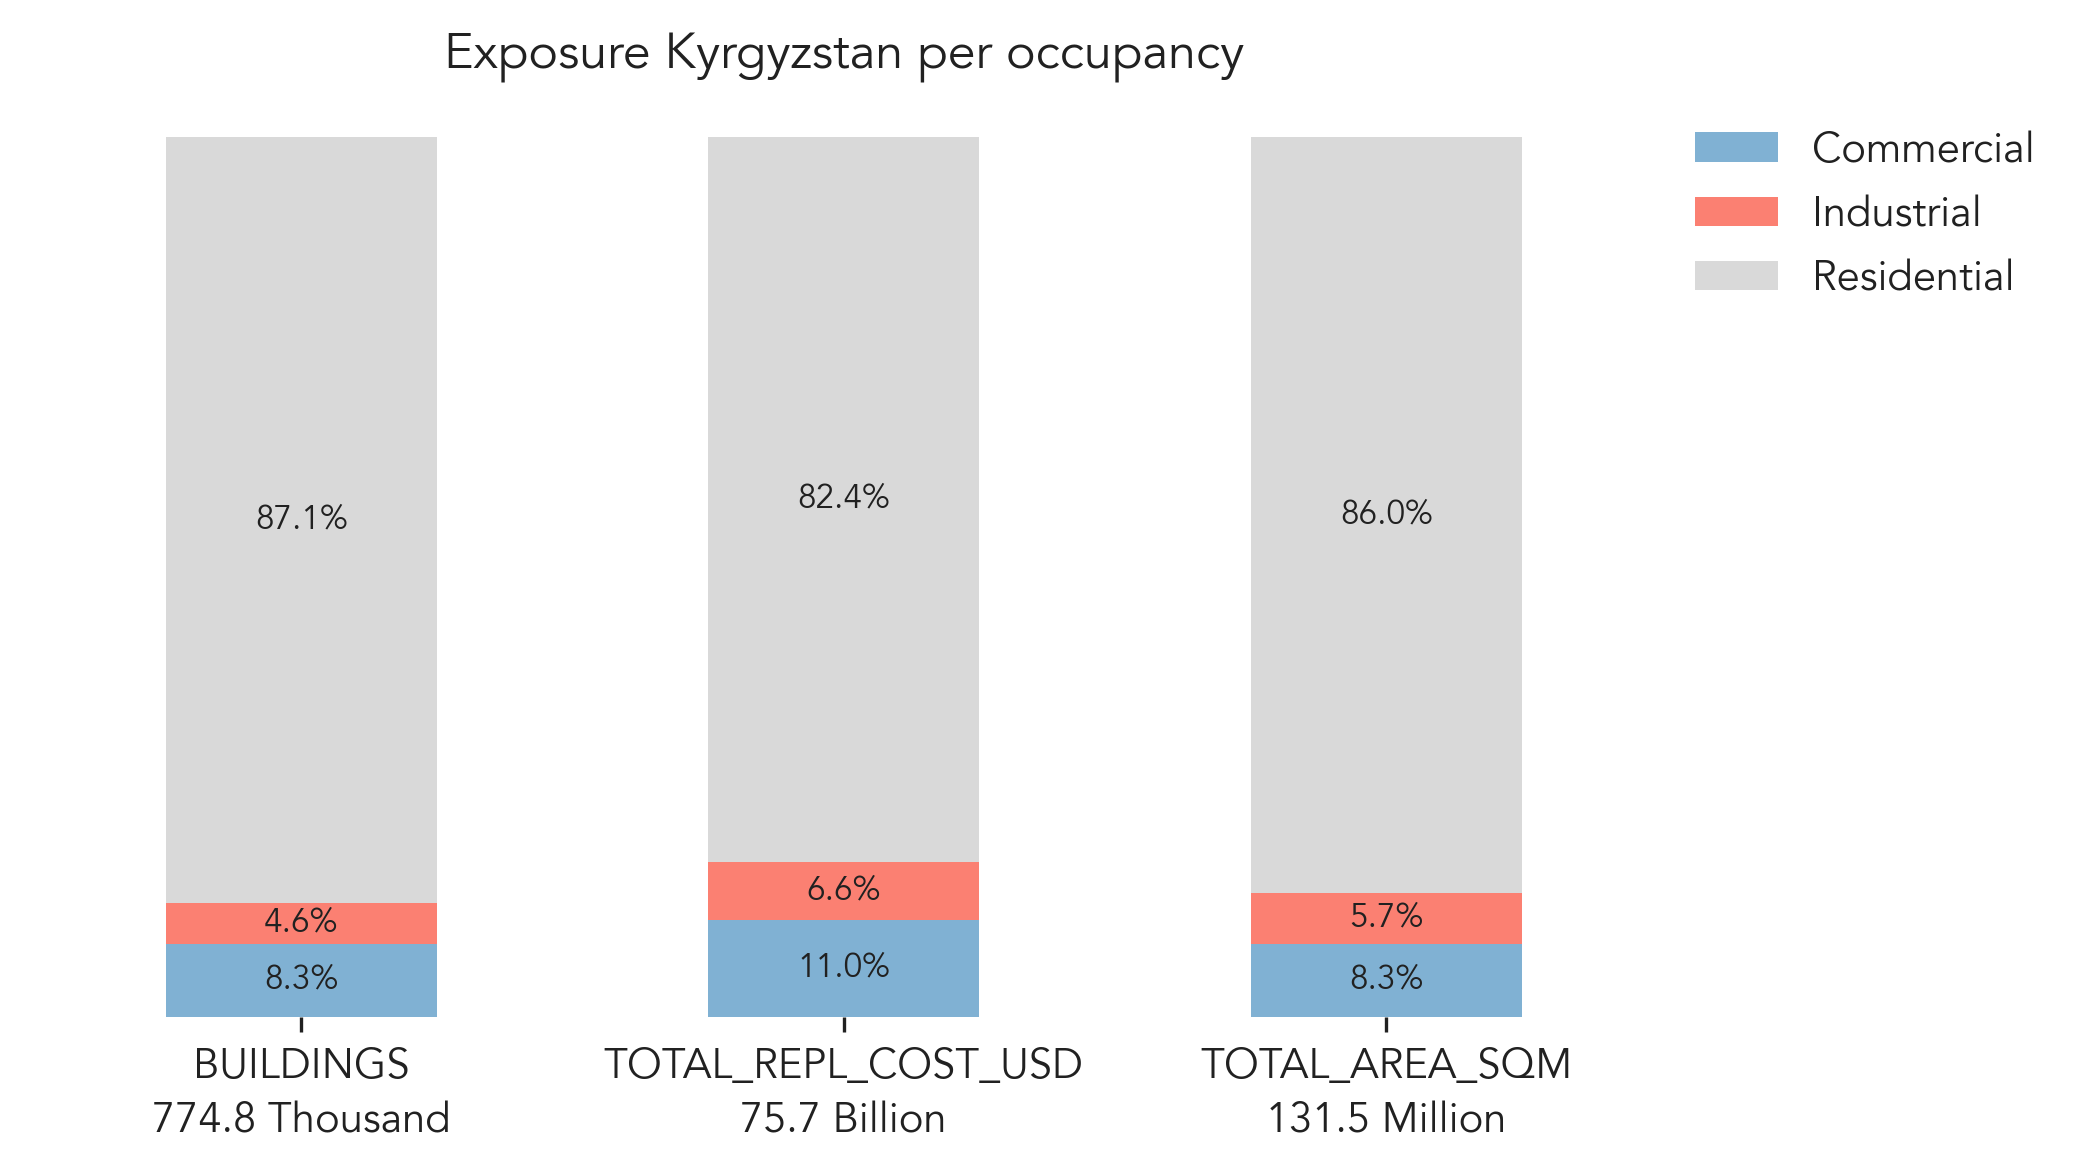 Exposure Kyrgyzstan per occupancy
Commercial
Industrial
Residential
87.1%
82.4%
86.0%
4.6%
6.6%
5.7%
8.3%
11.0%
8.3%
BUILDINGS
774.8 Thousand
TOTAL_REPL_COST_USD
75.7 Billion
TOTAL_AREA_SQM
131.5 Million